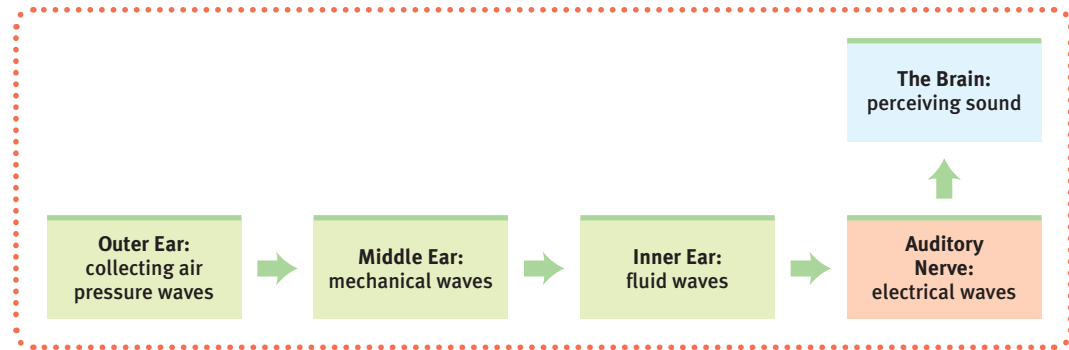 The Brain:
perceiving sound
Outer Ear:
collecting air
pressure waves
Middle Ear:
mechanical waves
Inner Ear:
fluid waves
Auditory
Nerve:
electrical waves